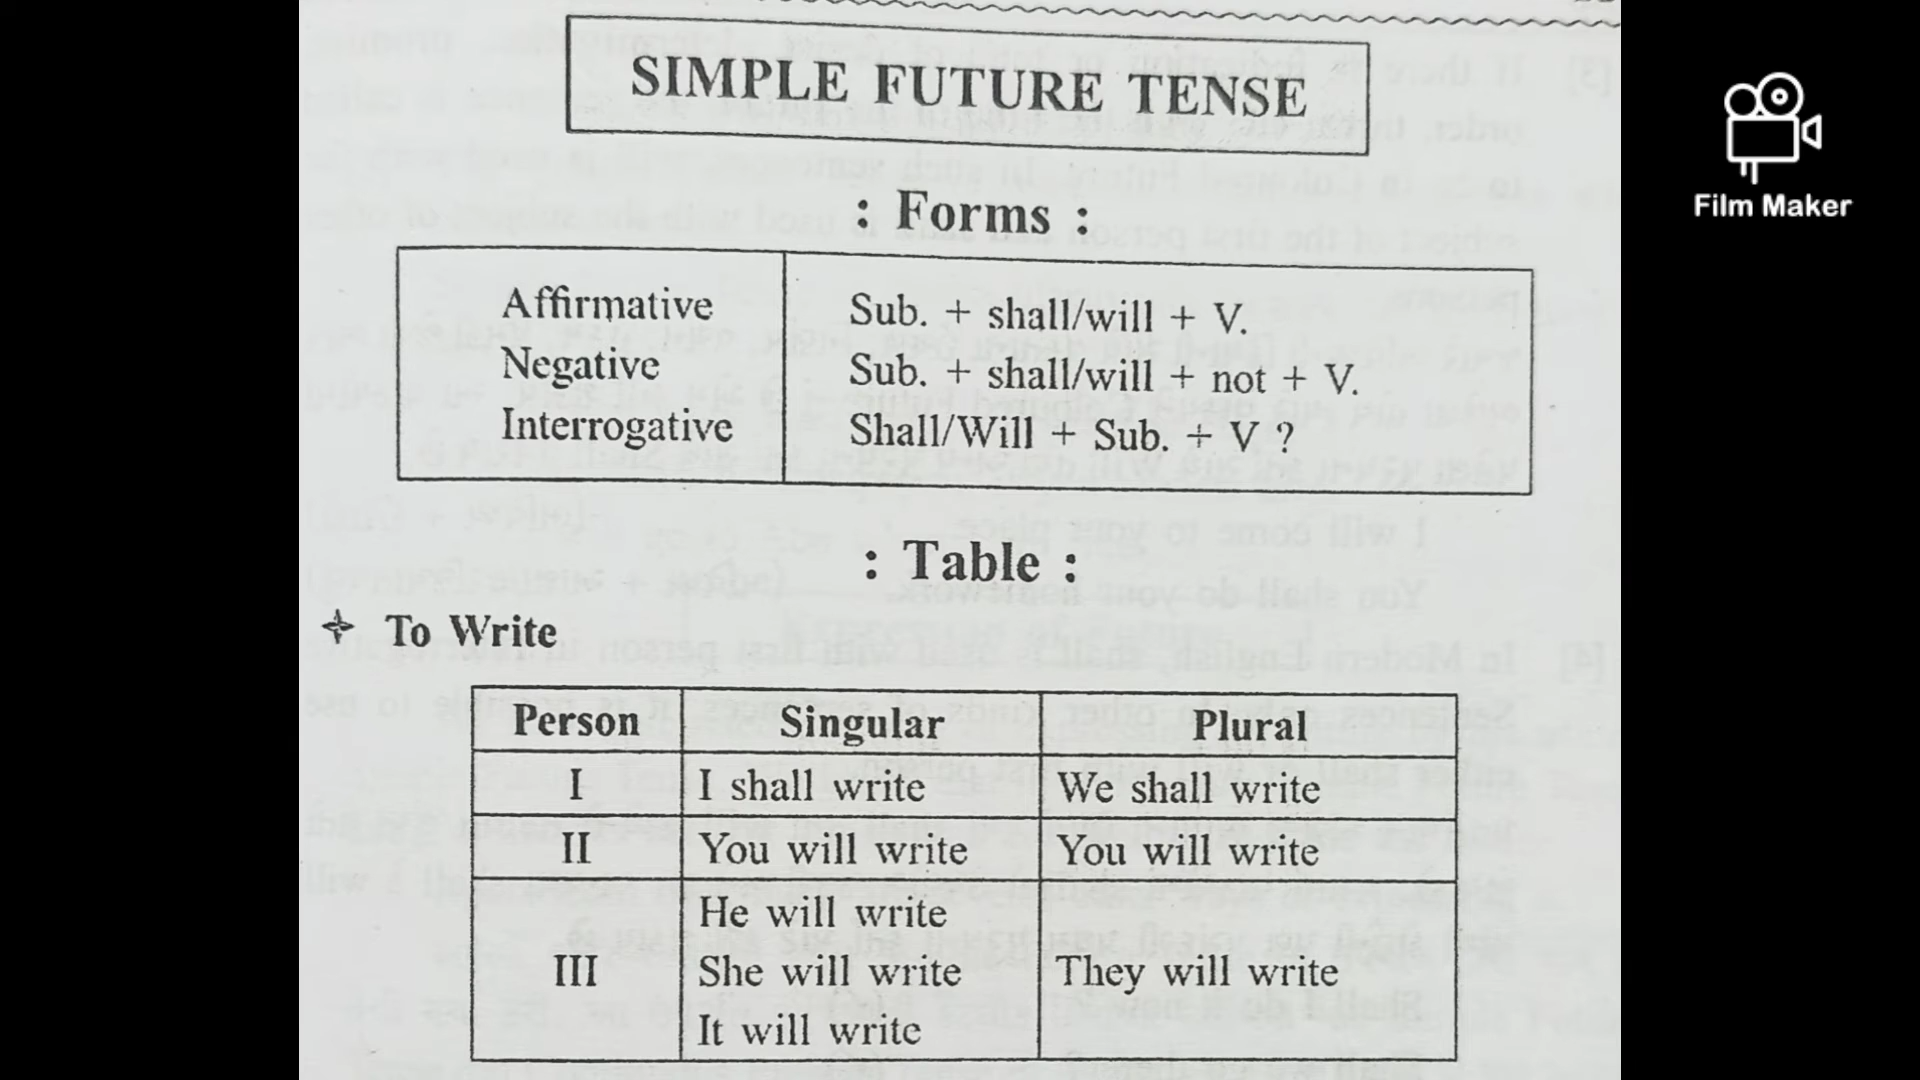 SIMPLE FUTURE TENSE
: Forms :
Affirmative Sub. + shall/will + V.
Negative Sub. + shall/will + not + V.
Interrogative Shall/Will + Sub. + V ?
: Table :
To Write
Person Singular Plural
I I shall write We shall write
II You will write You will write
He will write
III She will write They will write
It will write
Film Maker